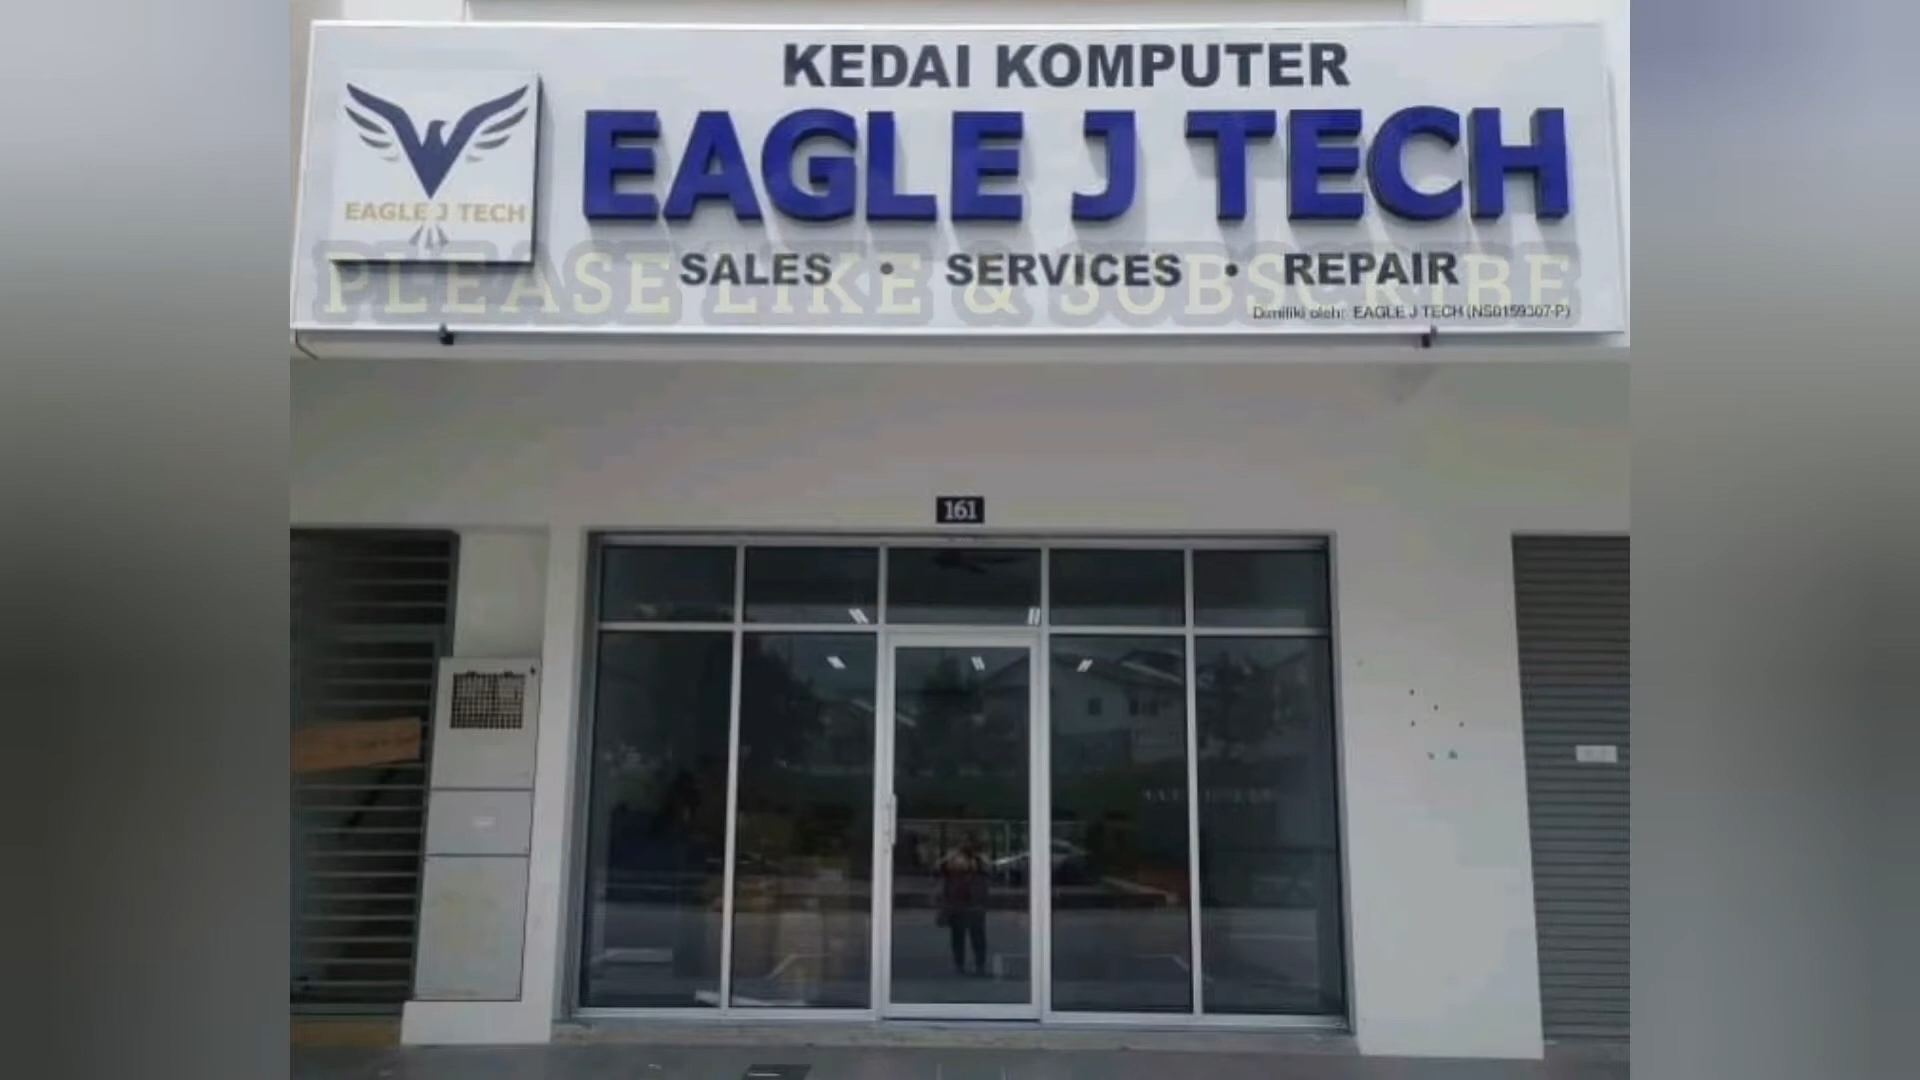 KEDAI KOMPUTER
EAGLE J TECH
EAGLE J TECH
SALES • SERVICES • REPAIR
PLEASE LIKE & SUBSCRIBE
Dimiliki oleh: EAGLE J TECH (NS0159307-P)
161